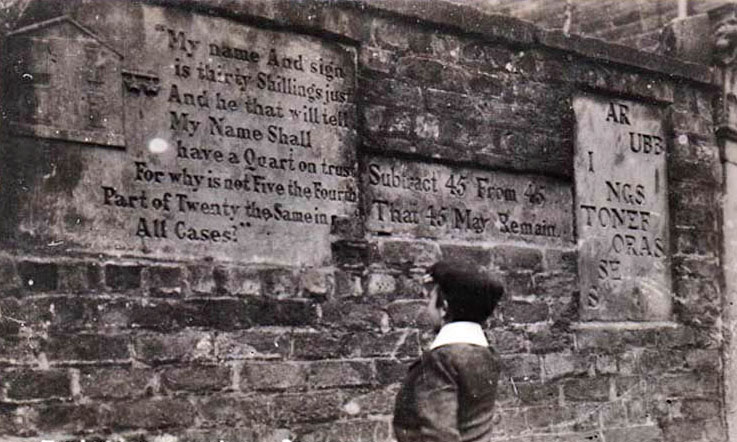 "My name And sign
is thirty Shillings just
And he that will tell
My Name Shall
have a Quart on trust
For why is not Five the Fourth
Part of Twenty the Same in
All Cases?"
Subtract 45 From 45
That 45 May Remain
AR
UBB
I
NGS
TONEF
ORAS
SE
S